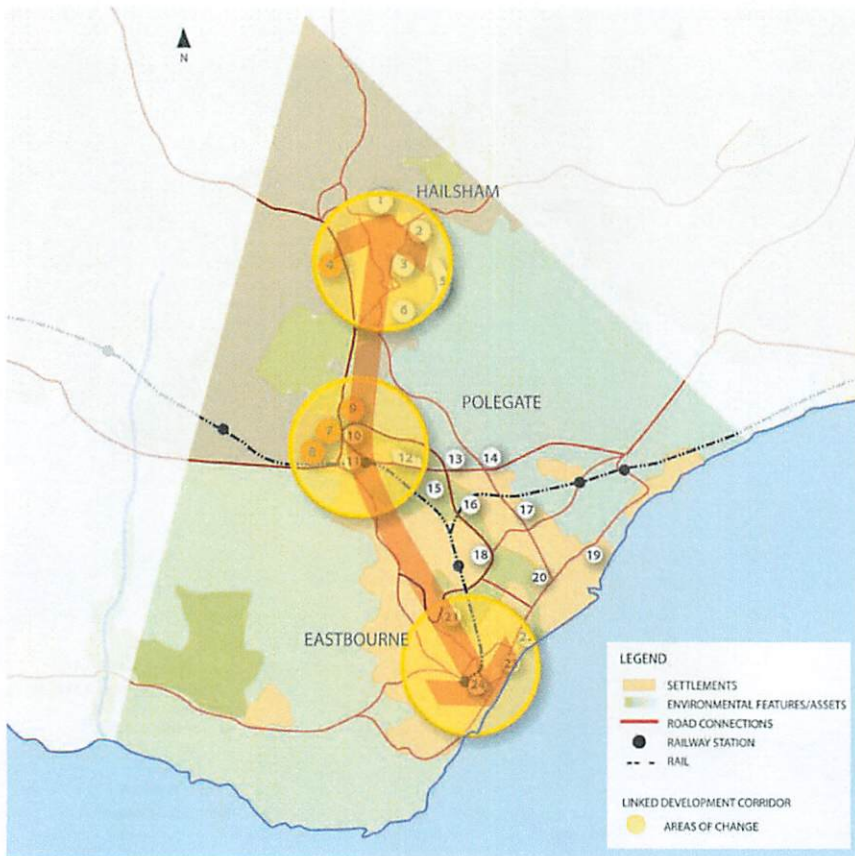 N
HAILSHAM
1
2
4
3
5
6
POLEGATE
9
7
10
8
11
12
13
14
15
16
17
18
19
20
EASTBOURNE
21
24
LEGEND
SETTLEMENTS
ENVIRONMENTAL FEATURES/ASSETS
ROAD CONNECTIONS
RAILWAY STATION
RAIL
LINKED DEVELOPMENT CORRIDOR
AREAS OF CHANGE